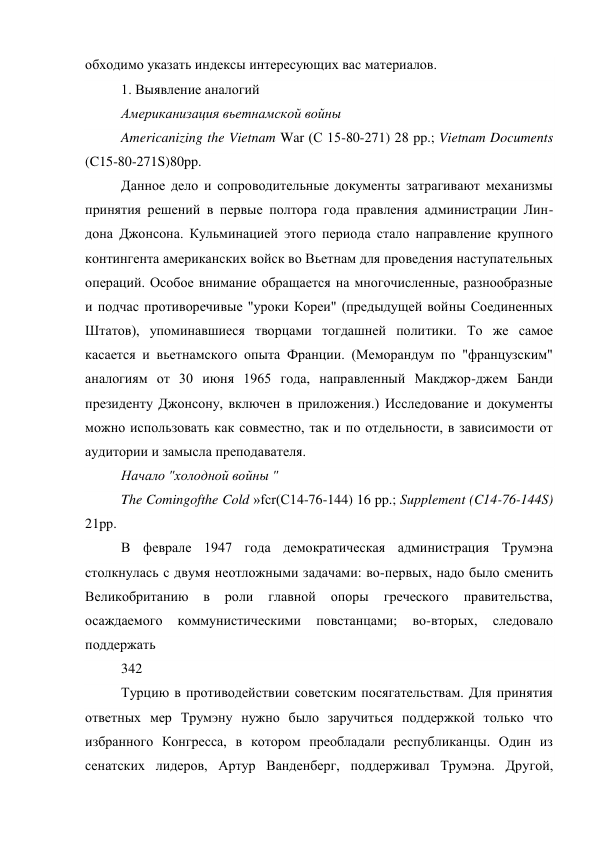 обходимо указать индексы интересующих вас материалов.
1. Выявление аналогий
Американизация вьетнамской войны
Americanizing the Vietnam War (C 15-80-271) 28 pp.; Vietnam Documents
(C15-80-271S)80pp.
Данное дело и сопроводительные документы затрагивают механизмы
принятия решений в первые полтора года правления администрации Лин-
дона Джонсона. Кульминацией этого периода стало направление крупного
контингента американских войск во Вьетнам для проведения наступательных
операций. Особое внимание обращается на многочисленные, разнообразные
и подчас противоречивые "уроки Кореи" (предыдущей войны Соединенных
Штатов), упоминавшиеся творцами тогдашней политики. То же самое
касается и вьетнамского опыта Франции. (Меморандум по "французским"
аналогиям от 30 июня 1965 года, направленный Макджор-джем Банди
президенту Джонсону, включен в приложения.) Исследование и документы
можно использовать как совместно, так и по отдельности, в зависимости от
аудитории и замысла преподавателя.
Начало "холодной войны "
The Comingofthe Cold »fcr(C14-76-144) 16 pp.; Supplement (C14-76-144S)
21pp.
В феврале 1947 года демократическая администрация Трумэна
столкнулась с двумя неотложными задачами: во-первых, надо было сменить
Великобританию в роли главной опоры греческого правительства,
осаждаемого коммунистическими повстанцами; во-вторых, следовало
поддержать
342
Турцию в противодействии советским посягательствам. Для принятия
ответных мер Трумэну нужно было заручиться поддержкой только что
избранного Конгресса, в котором преобладали республиканцы. Один из
сенатских лидеров, Артур Ванденберг, поддерживал Трумэна. Другой,